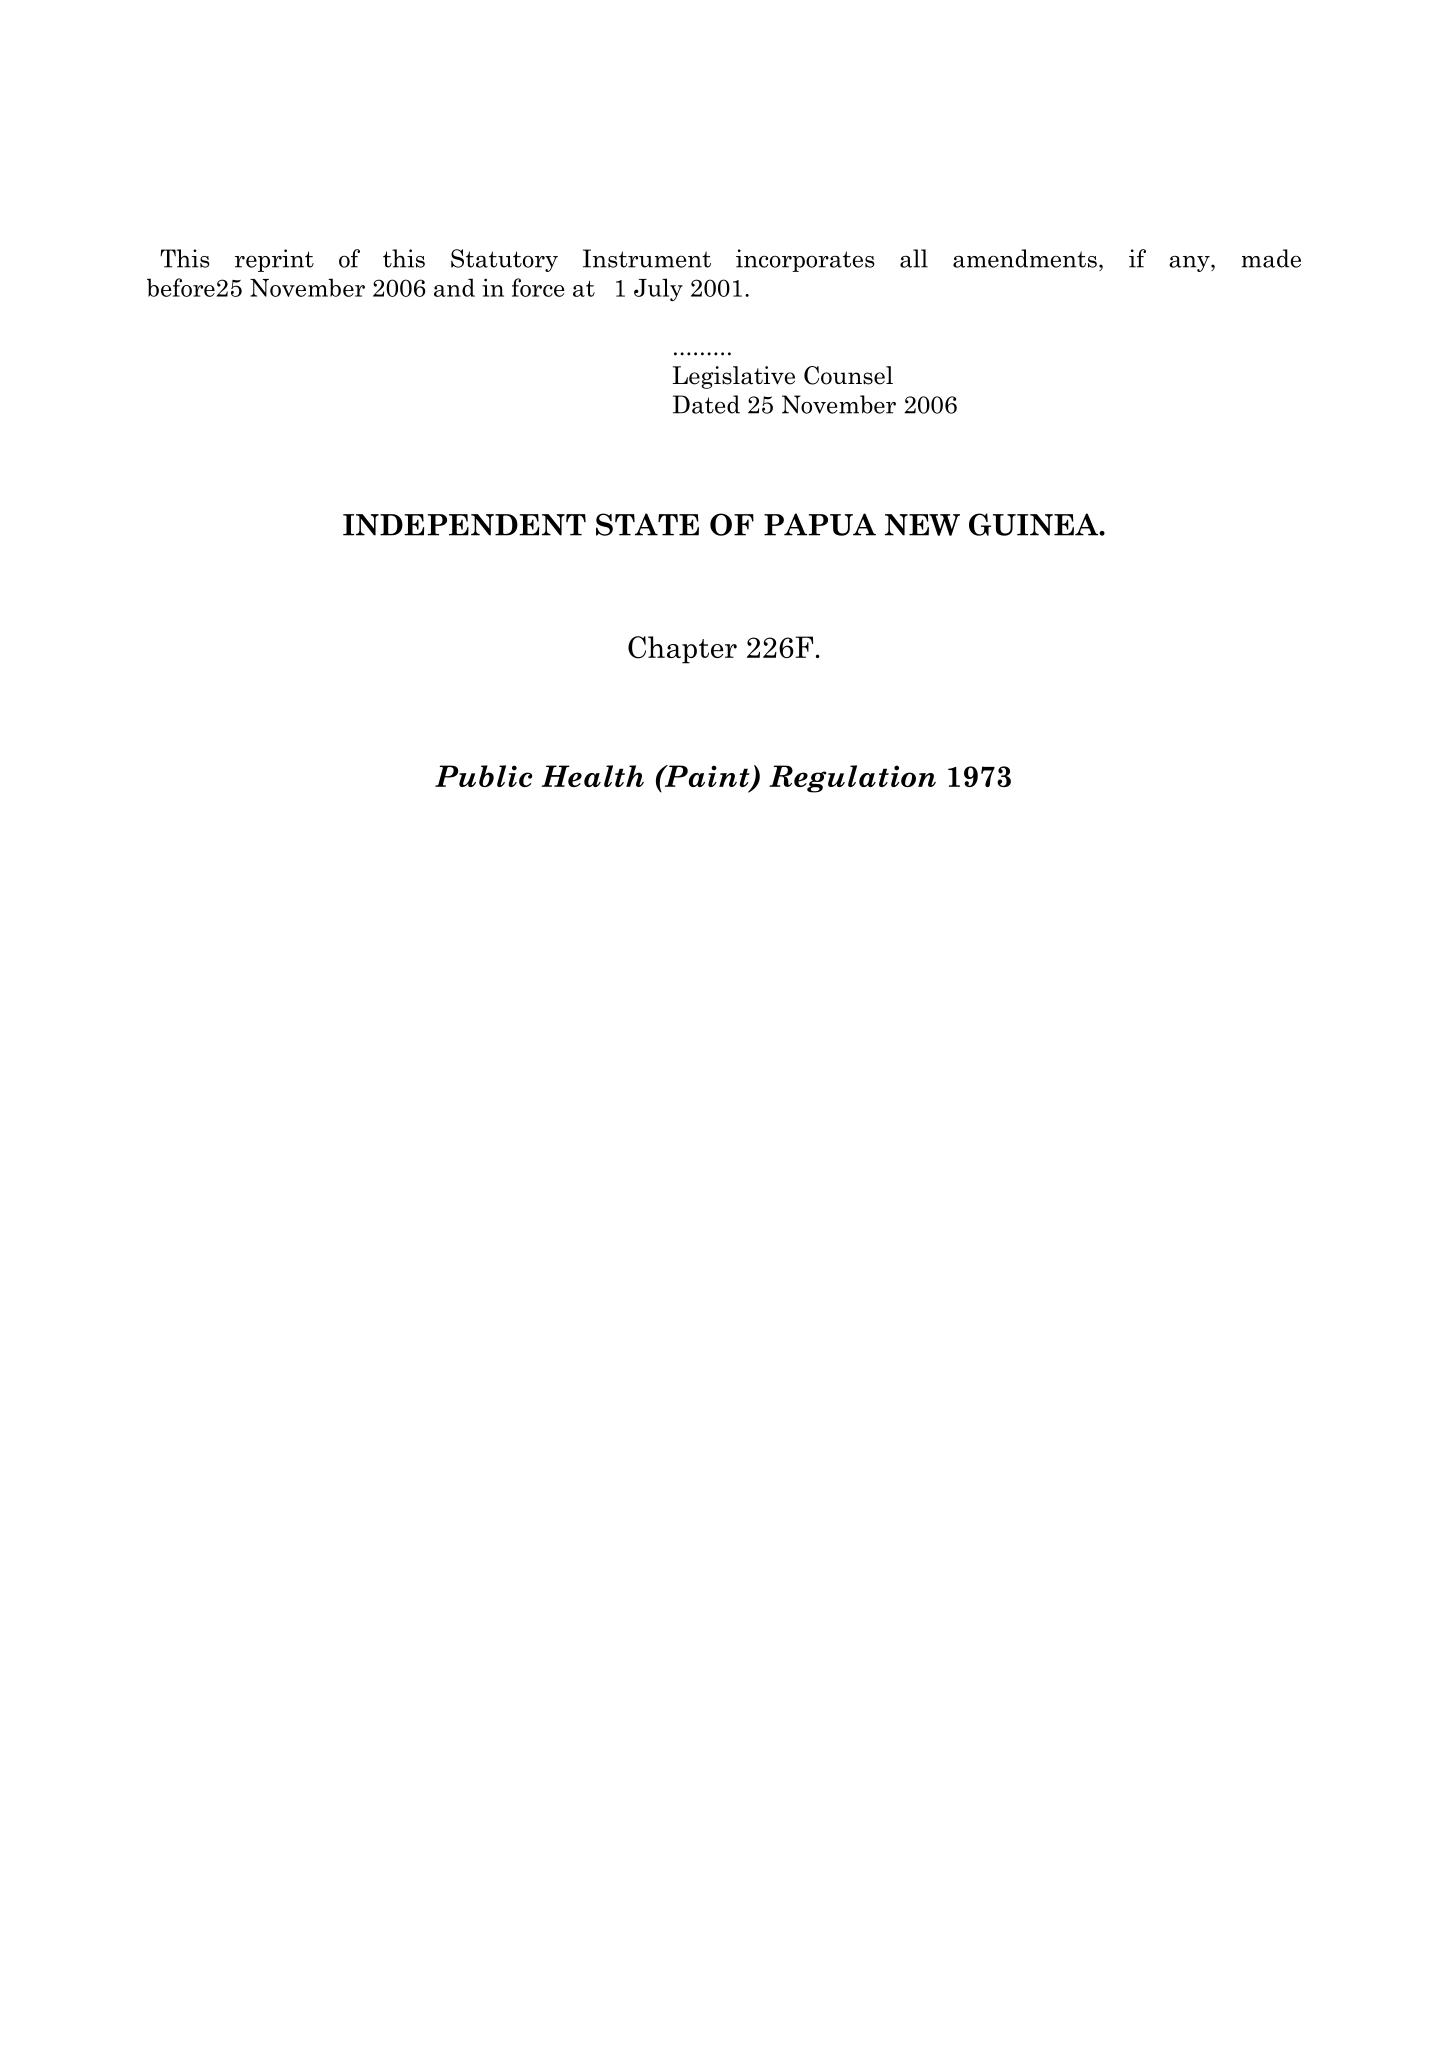 This reprint of this Statutory Instrument incorporates all amendments, if any, made
before25 November 2006 and in force at 1 July 2001.
.........
Legislative Counsel
Dated 25 November 2006
INDEPENDENT STATE OF PAPUA NEW GUINEA.
Chapter 226F.
Public Health (Paint) Regulation 1973